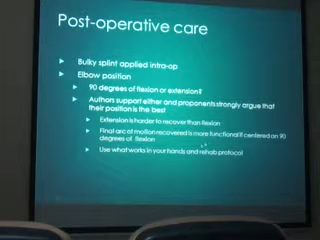 Post-operative care
Bulky splint applied intra-op
Elbow position
90 degrees of flexion or extension?
Authors support either and proponents strongly argue that
their position is the best
Extension is harder to recover than flexion
Final arc of motion recovered is more functional if centered on 90
degrees of flexion
Use what works in your hands and rehab protocol